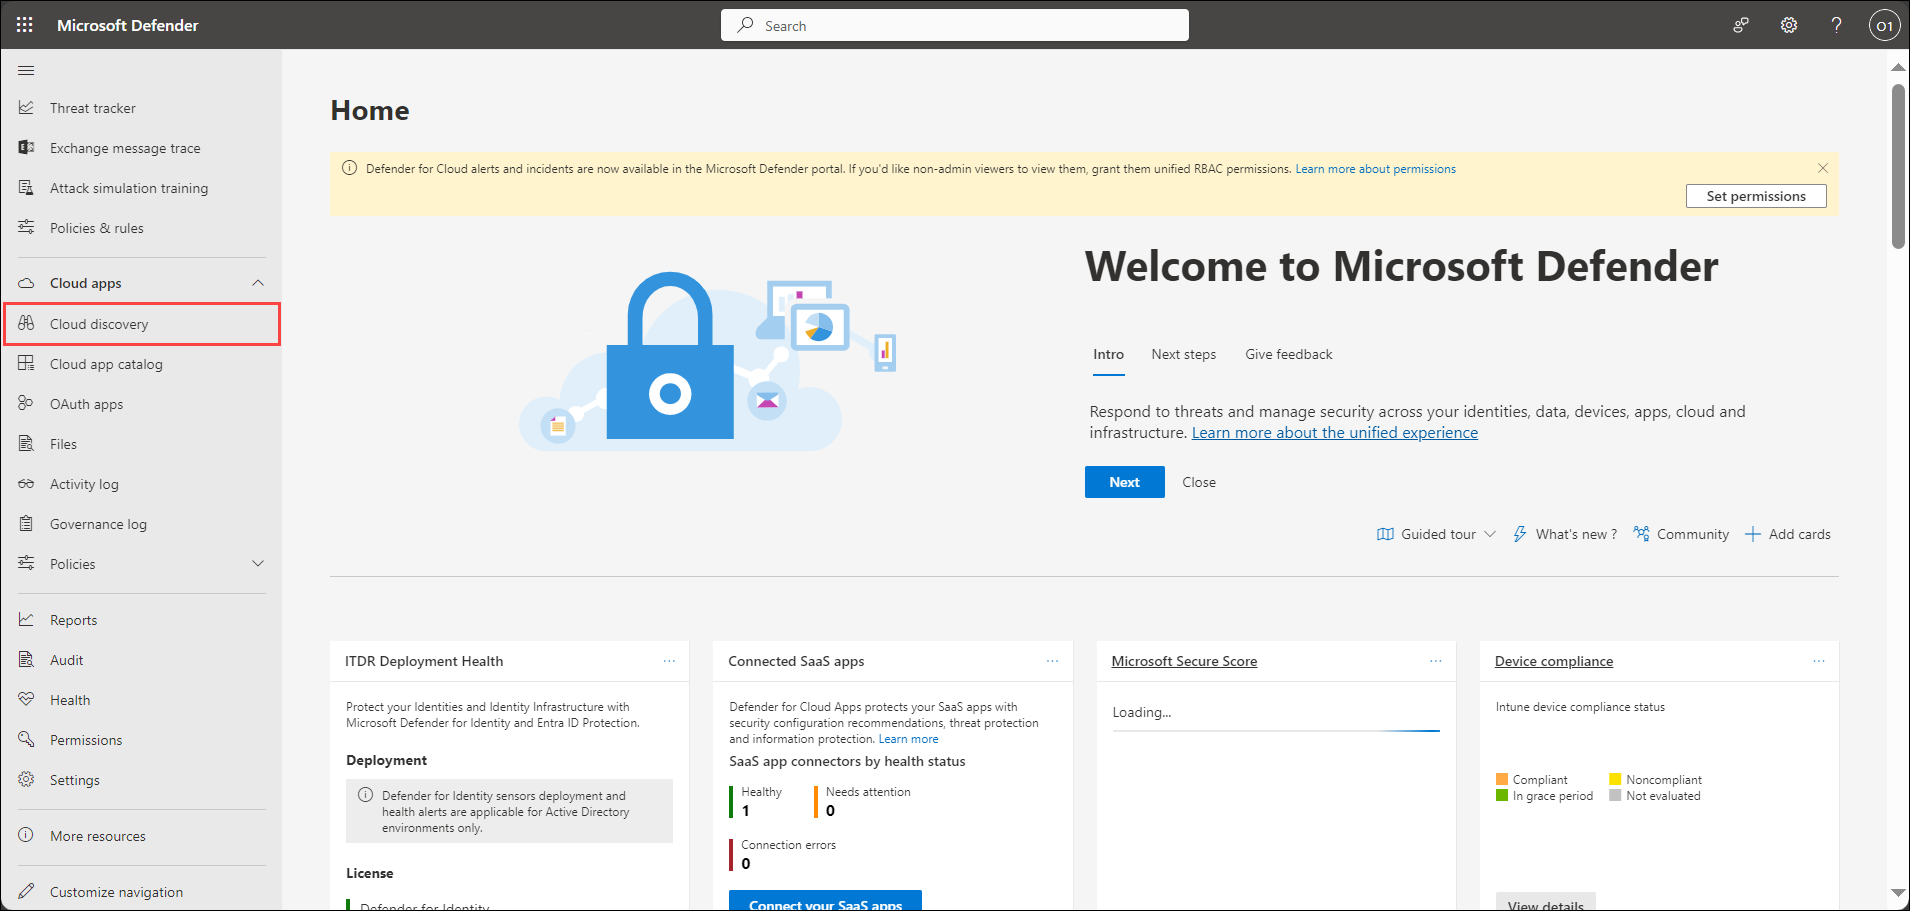 Microsoft Defender
Search
O1
Threat tracker
Exchange message trace
Attack simulation training
Policies & rules
Cloud apps
Cloud discovery
Cloud app catalog
OAuth apps
Files
Activity log
Governance log
Policies
Reports
Audit
Health
Permissions
Settings
More resources
Customize navigation
Home
Defender for Cloud alerts and incidents are now available in the Microsoft Defender portal. If you'd like non-admin viewers to view them, grant them unified RBAC permissions. Learn more about permissions
Set permissions
Welcome to Microsoft Defender
Intro Next steps Give feedback
Respond to threats and manage security across your identities, data, devices, apps, cloud and
infrastructure. Learn more about the unified experience
Next Close
Guided tour What's new ? Community Add cards
ITDR Deployment Health
Protect your Identities and Identity Infrastructure with
Microsoft Defender for Identity and Entra ID Protection.
Deployment
Defender for Identity sensors deployment and
health alerts are applicable for Active Directory
environments only.
License
Defender for Identity
Connected SaaS apps
Defender for Cloud Apps protects your SaaS apps with
security configuration recommendations, threat protection
and information protection. Learn more
SaaS app connectors by health status
Healthy Needs attention
1 0
Connection errors
0
Connect your SaaS apps
Microsoft Secure Score
Loading...
Device compliance
Intune device compliance status
Compliant Noncompliant
In grace period Not evaluated
View details